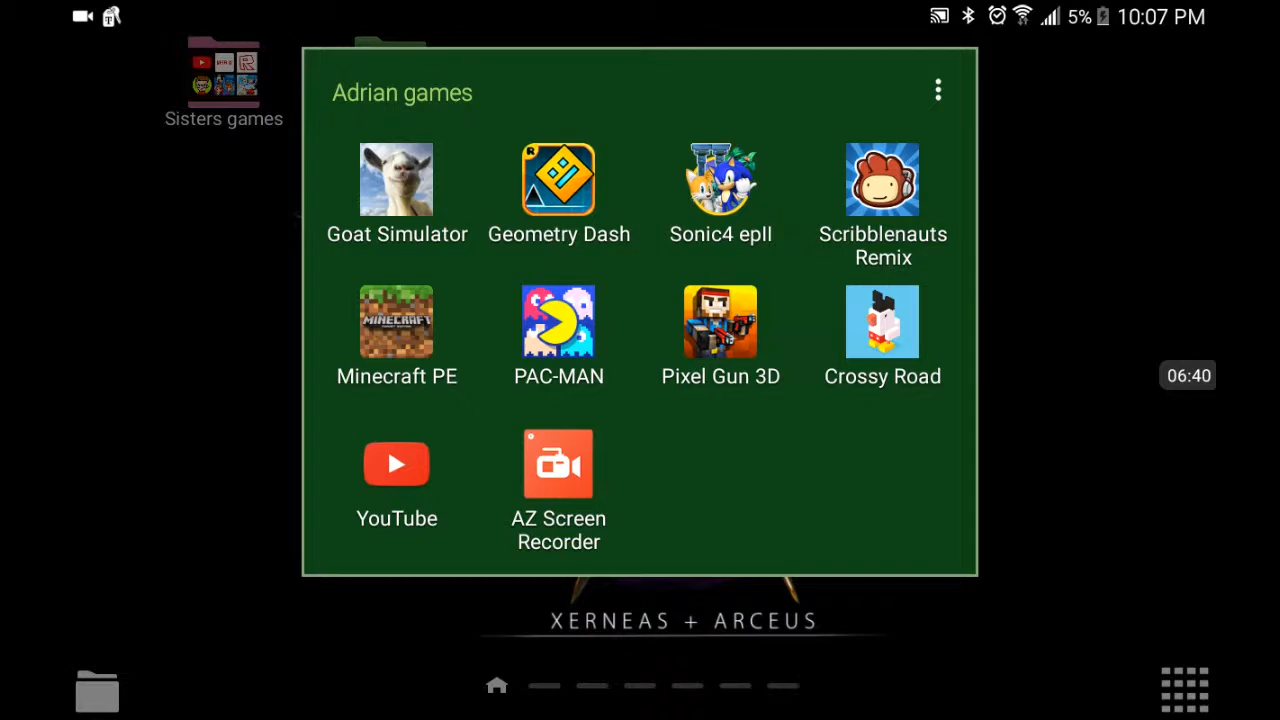 5% 10:07 PM
Adrian games
Sisters games
Goat Simulator
Geometry Dash
Sonic4 epII
Scribblenauts
Remix
MINECRAFT
Minecraft PE
PAC-MAN
Pixel Gun 3D
Crossy Road
06:40
YouTube
AZ Screen
Recorder
XERNEAS + ARCEUS